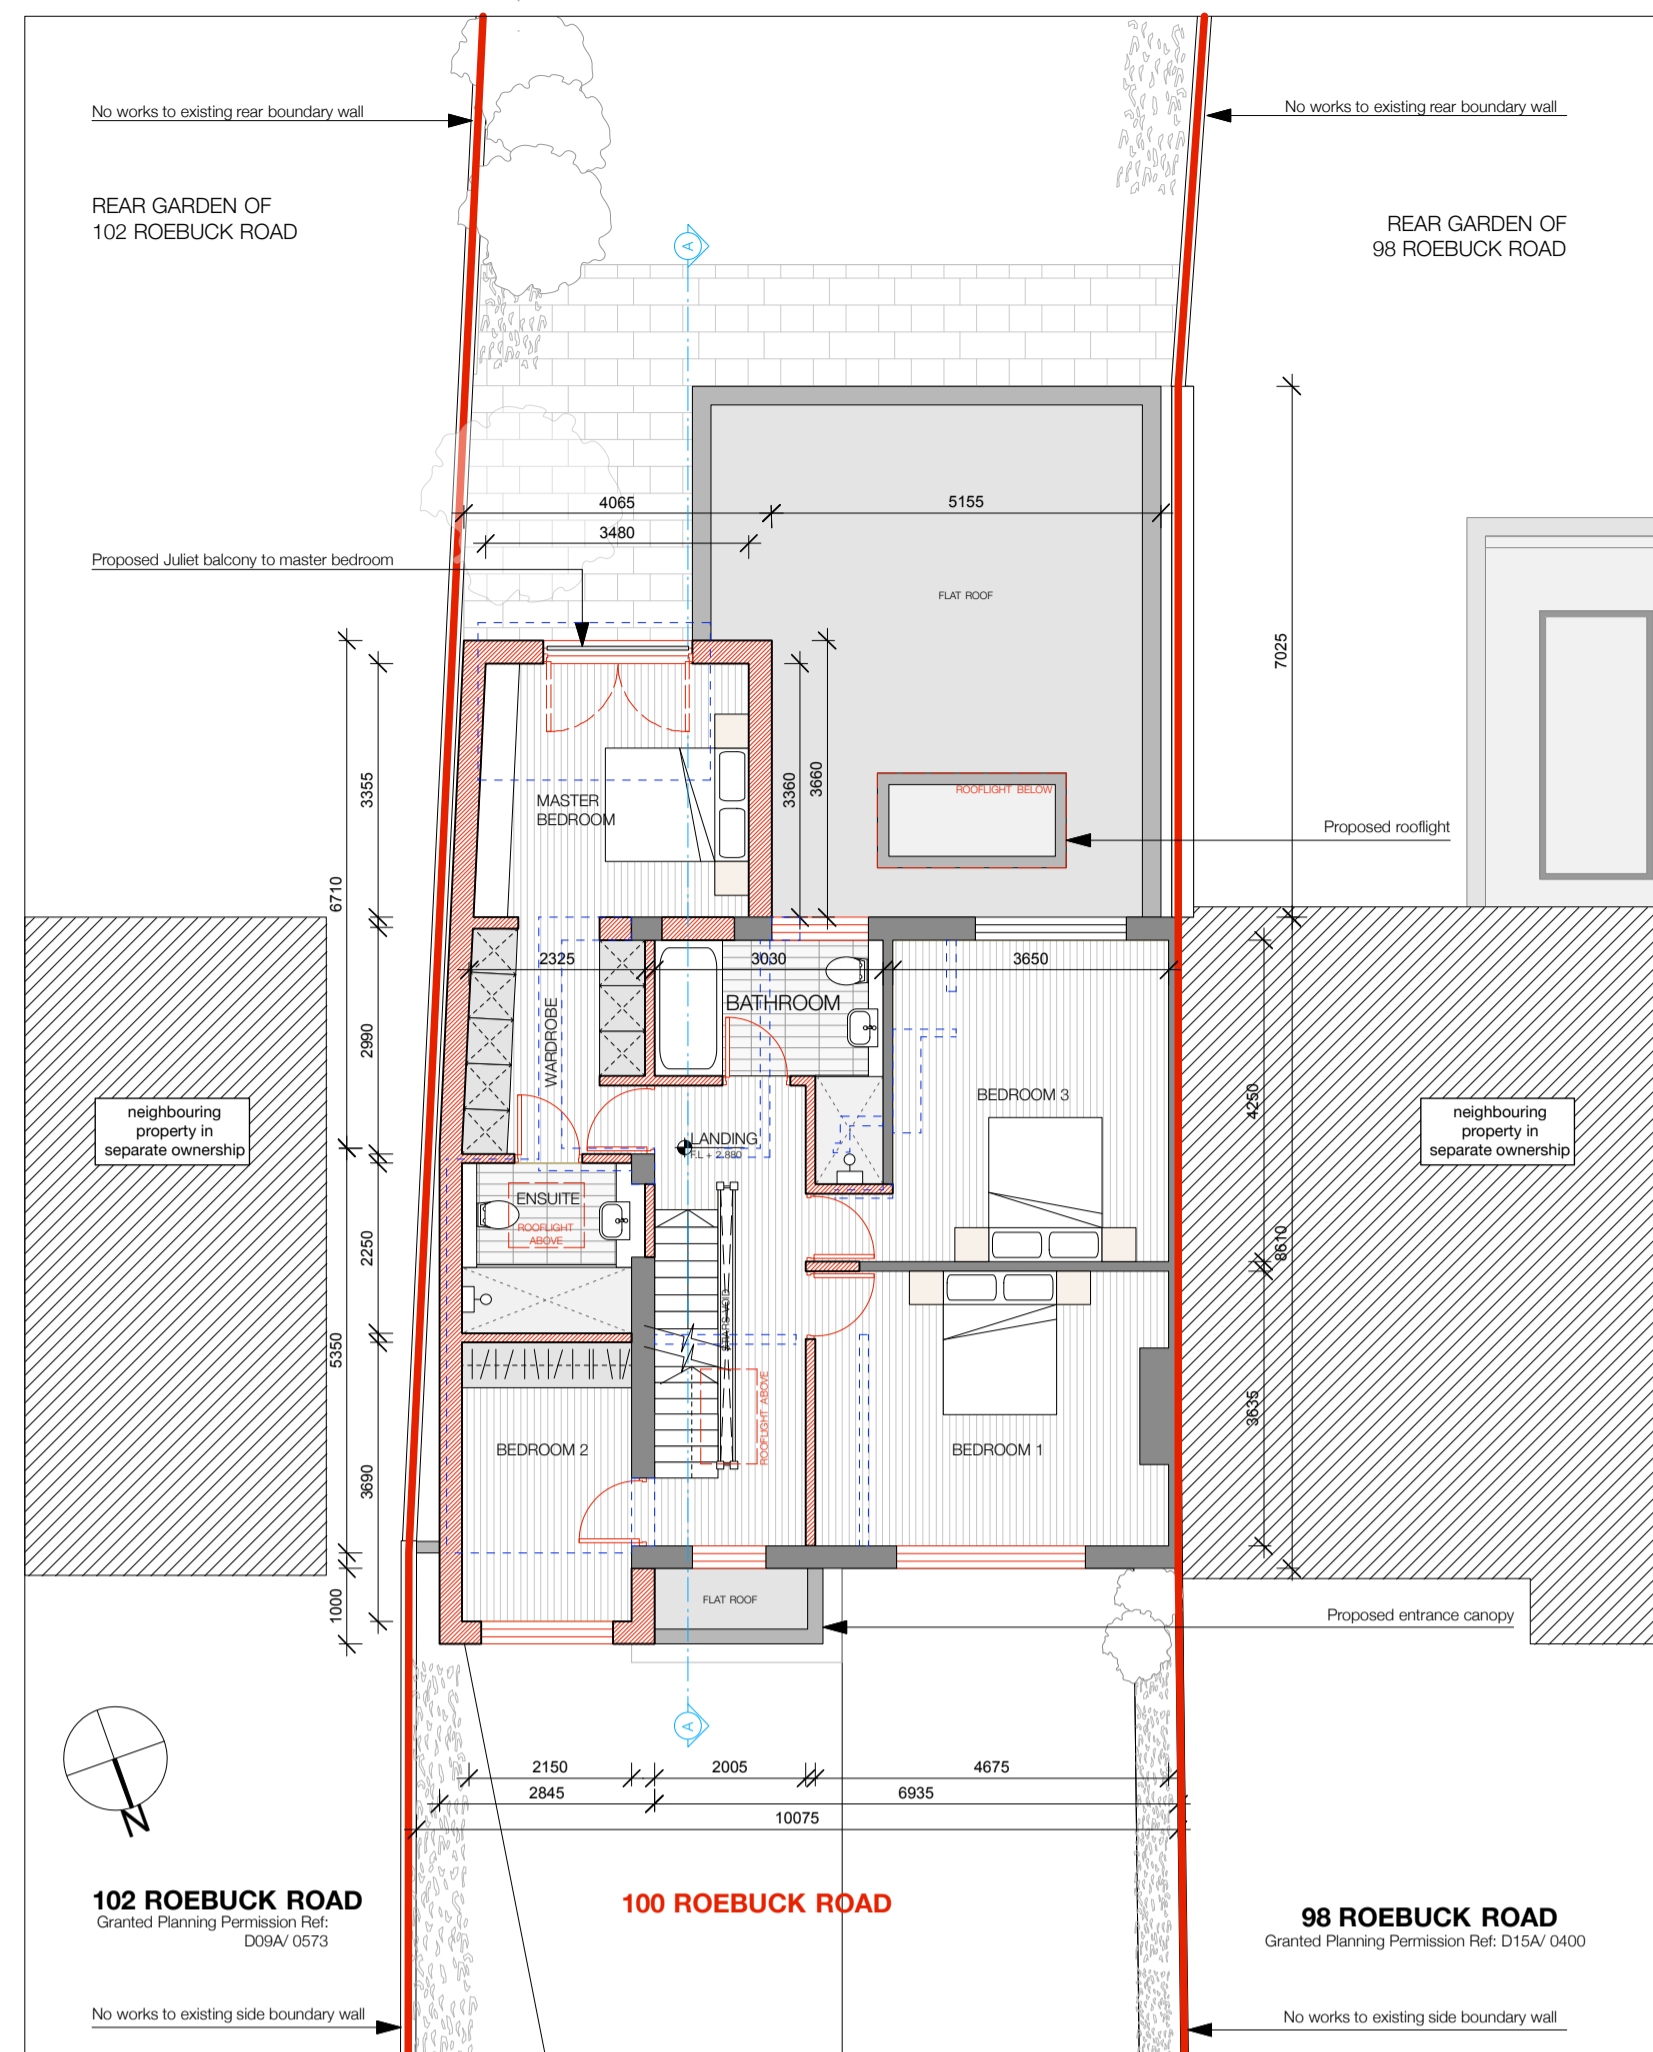 No works to existing rear boundary wall
No works to existing rear boundary wall
REAR GARDEN OF
102 ROEBUCK ROAD
REAR GARDEN OF
98 ROEBUCK ROAD
A
4065
5155
3480
Proposed Juliet balcony to master bedroom
FLAT ROOF
7025
3355
3360
3660
MASTER
BEDROOM
ROOFLIGHT BELOW
Proposed rooflight
6710
2325
3030
3650
BATHROOM
WARDROBE
2990
BEDROOM 3
4250
neighbouring
property in
separate ownership
neighbouring
property in
separate ownership
LANDING
F.L + 2.880
ENSUITE
ROOFLIGHT
ABOVE
2250
8610
STAIRS VOID
5350
ROOFLIGHT ABOVE
3635
BEDROOM 2
BEDROOM 1
3690
1000
FLAT ROOF
Proposed entrance canopy
A
N
2150
2005
4675
2845
6935
10075
102 ROEBUCK ROAD
Granted Planning Permission Ref:
D09A/ 0573
100 ROEBUCK ROAD
98 ROEBUCK ROAD
Granted Planning Permission Ref: D15A/ 0400
No works to existing side boundary wall
No works to existing side boundary wall